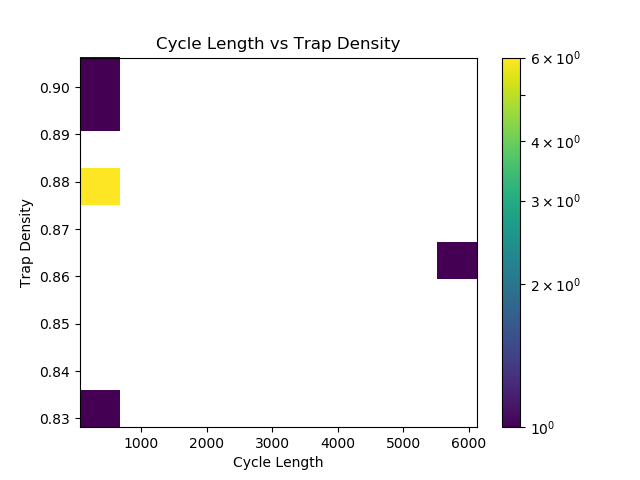 Cycle Length vs Trap Density
Trap Density
0.90
0.89
0.88
0.87
0.86
0.85
0.84
0.83
1000 2000 3000 4000 5000 6000
Cycle Length
6 × 10⁰
4 × 10⁰
3 × 10⁰
2 × 10⁰
10⁰